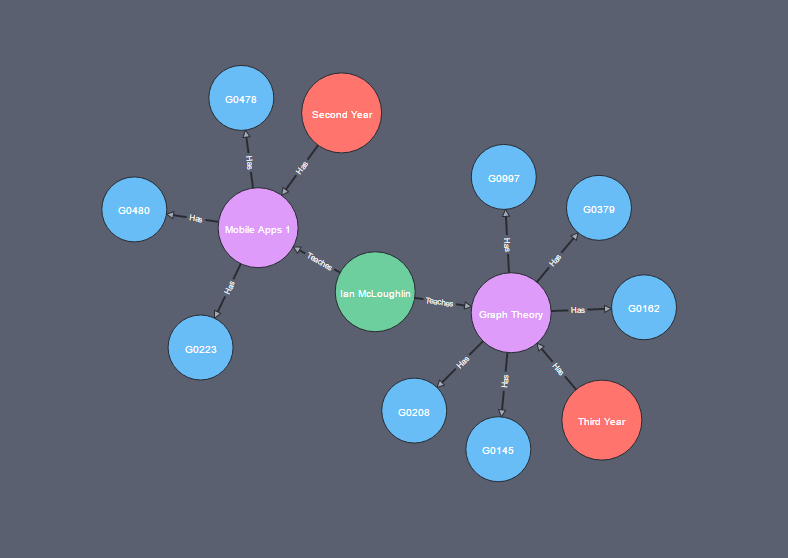 G0478
Second Year
Has
Has
G0997
G0480
Has
G0379
Mobile Apps 1
Has
Has
Teaches
Has
Ian McLoughlin
Teaches
Has
G0162
Graph Theory
G0223
Has
Has
Has
G0208
Third Year
G0145